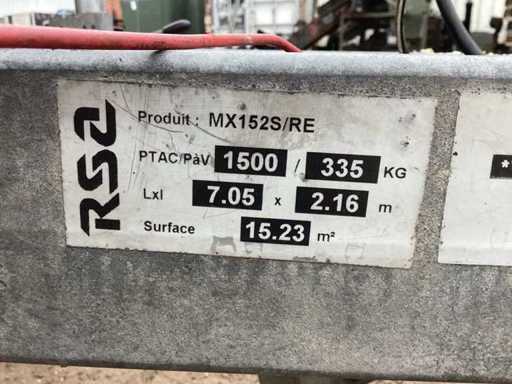 RSA
Produit : MX152S/RE
PTAC/PàV 1500 / 335 KG
Lxl 7.05 x 2.16 m
Surface 15.23 m²
*